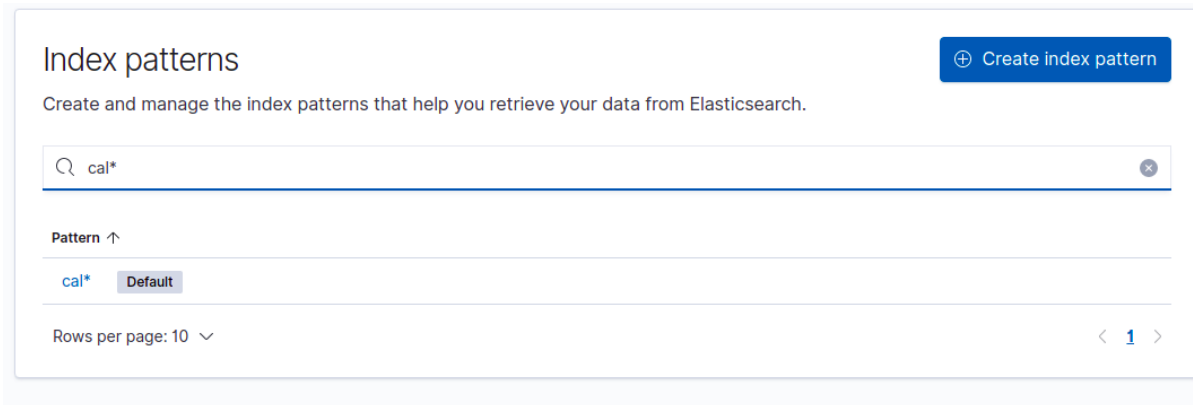 Index patterns
Create index pattern
Create and manage the index patterns that help you retrieve your data from Elasticsearch.
cal*
Pattern ↑
cal* Default
Rows per page: 10
1